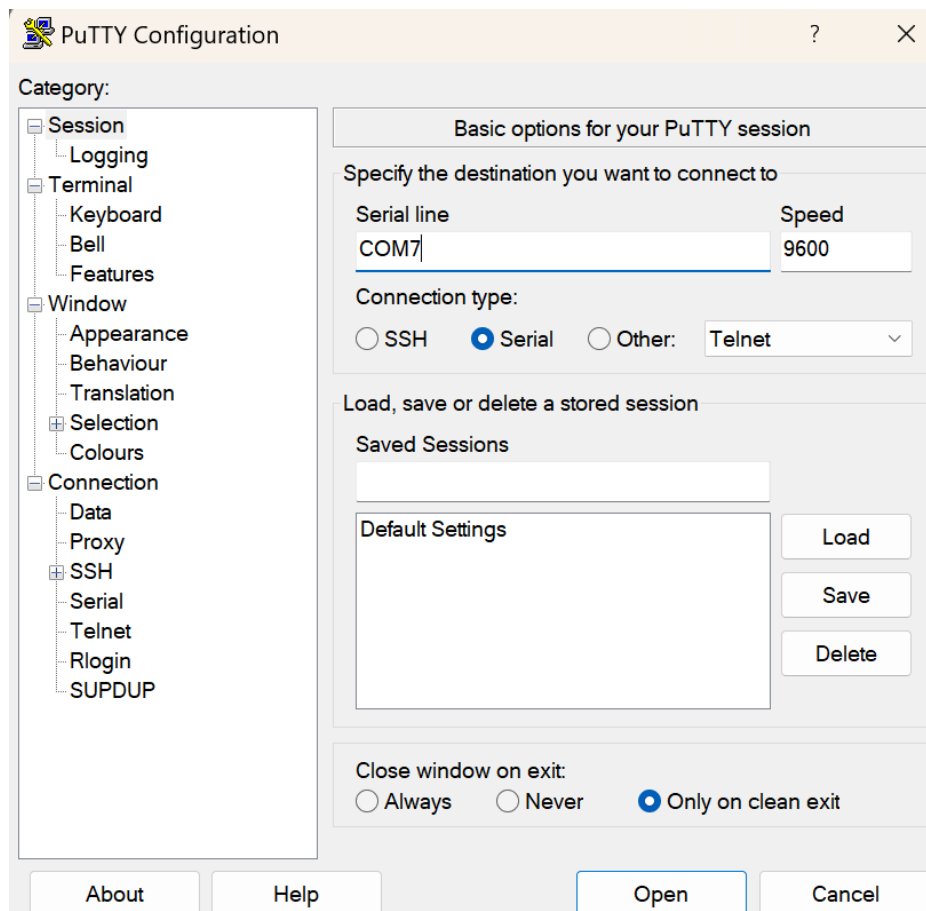 PuTTY Configuration
?
Category:
Session
Logging
Terminal
Keyboard
Bell
Features
Window
Appearance
Behaviour
Translation
Selection
Colours
Connection
Data
Proxy
SSH
Serial
Telnet
Rlogin
SUPDUP
Basic options for your PuTTY session
Specify the destination you want to connect to
Serial line Speed
COM7 9600
Connection type:
SSH Serial Other: Telnet
Load, save or delete a stored session
Saved Sessions
Default Settings
Load
Save
Delete
Close window on exit:
Always Never Only on clean exit
About Help Open Cancel